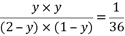 y × y / (2 − y) × (1 − y) = 1/36